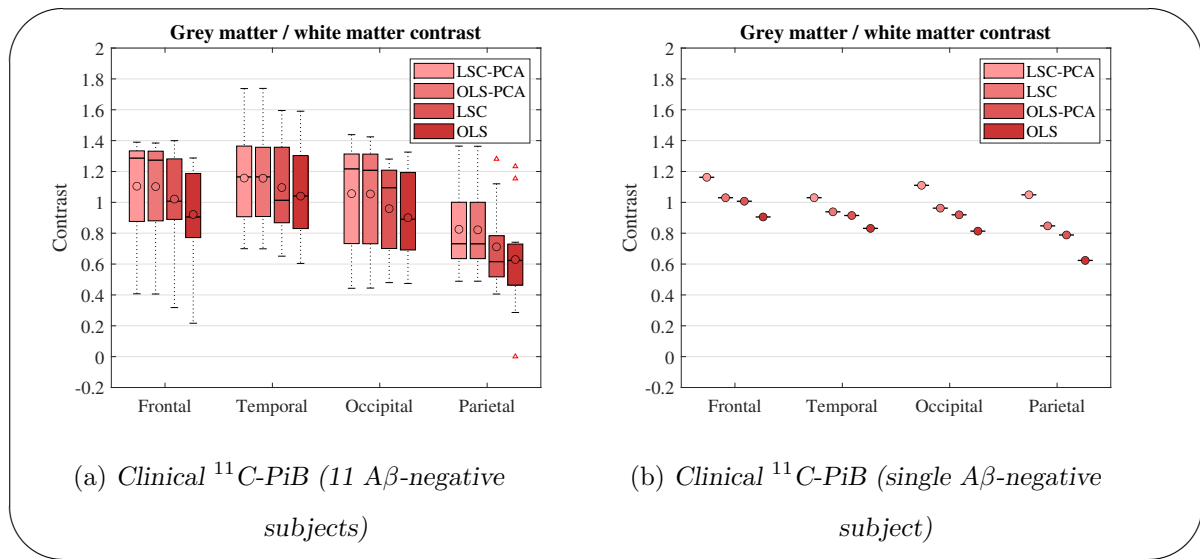 Grey matter / white matter contrast
2
1.8
1.6
1.4
1.2
1
0.8
0.6
0.4
0.2
0
-0.2
Contrast
LSC-PCA
OLS-PCA
LSC
OLS
Frontal Temporal Occipital Parietal
(a) Clinical ¹¹C-PiB (11 Aβ-negative
subjects)
Grey matter / white matter contrast
2
1.8
1.6
1.4
1.2
1
0.8
0.6
0.4
0.2
0
-0.2
Contrast
LSC-PCA
LSC
OLS-PCA
OLS
Frontal Temporal Occipital Parietal
(b) Clinical ¹¹C-PiB (single Aβ-negative
subject)